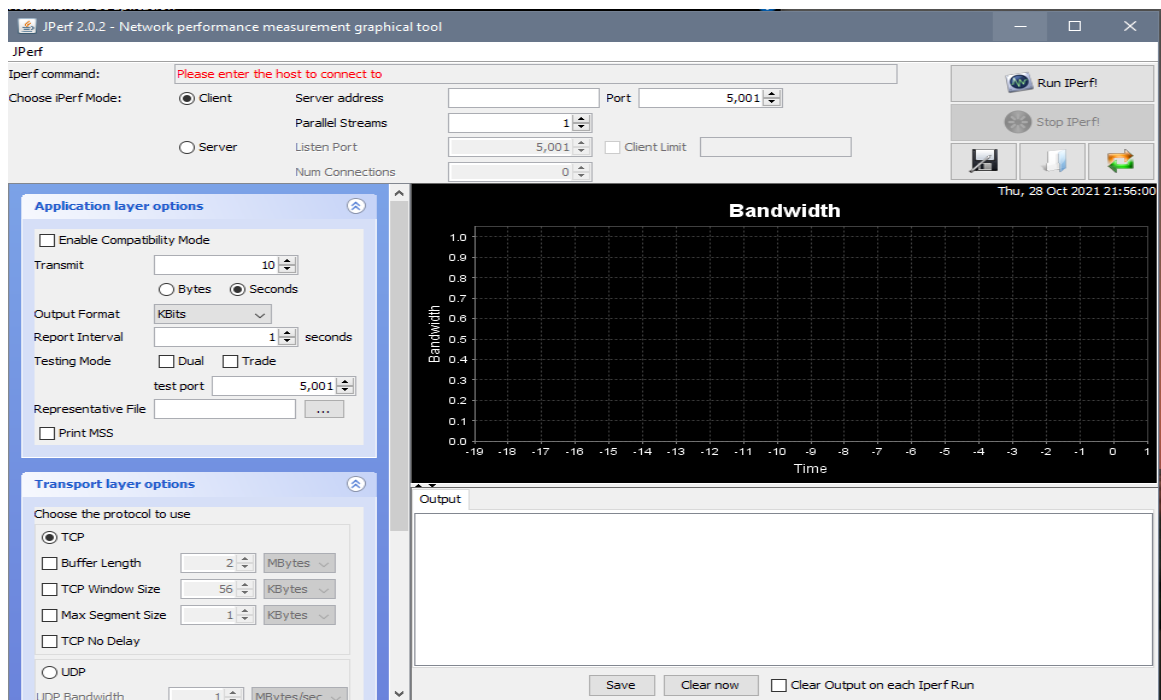 JPerf 2.0.2 - Network performance measurement graphical tool
JPerf
Iperf command: Please enter the host to connect to
Run IPerf!
Choose iPerf Mode: Client Server address Port 5,001
Parallel Streams 1
Stop IPerf!
Server Listen Port 5,001 Client Limit
Num Connections 0
Application layer options
Enable Compatibility Mode
Transmit 10
Bytes Seconds
Output Format KBits
Report Interval 1 seconds
Testing Mode Dual Trade
test port 5,001
Representative File ...
Print MSS
Transport layer options
Choose the protocol to use
TCP
Buffer Length 2 MBytes
TCP Window Size 56 KBytes
Max Segment Size 1 KBytes
TCP No Delay
UDP
UDP Bandwidth 1 MBytes/sec
Thu, 28 Oct 2021 21:56:00
Bandwidth
Bandwidth
1.0
0.9
0.8
0.7
0.6
0.5
0.4
0.3
0.2
0.1
0.0
-19 -18 -17 -16 -15 -14 -13 -12 -11 -10 -9 -8 -7 -6 -5 -4 -3 -2 -1 0 1
Time
Output
Save Clear now Clear Output on each Iperf Run